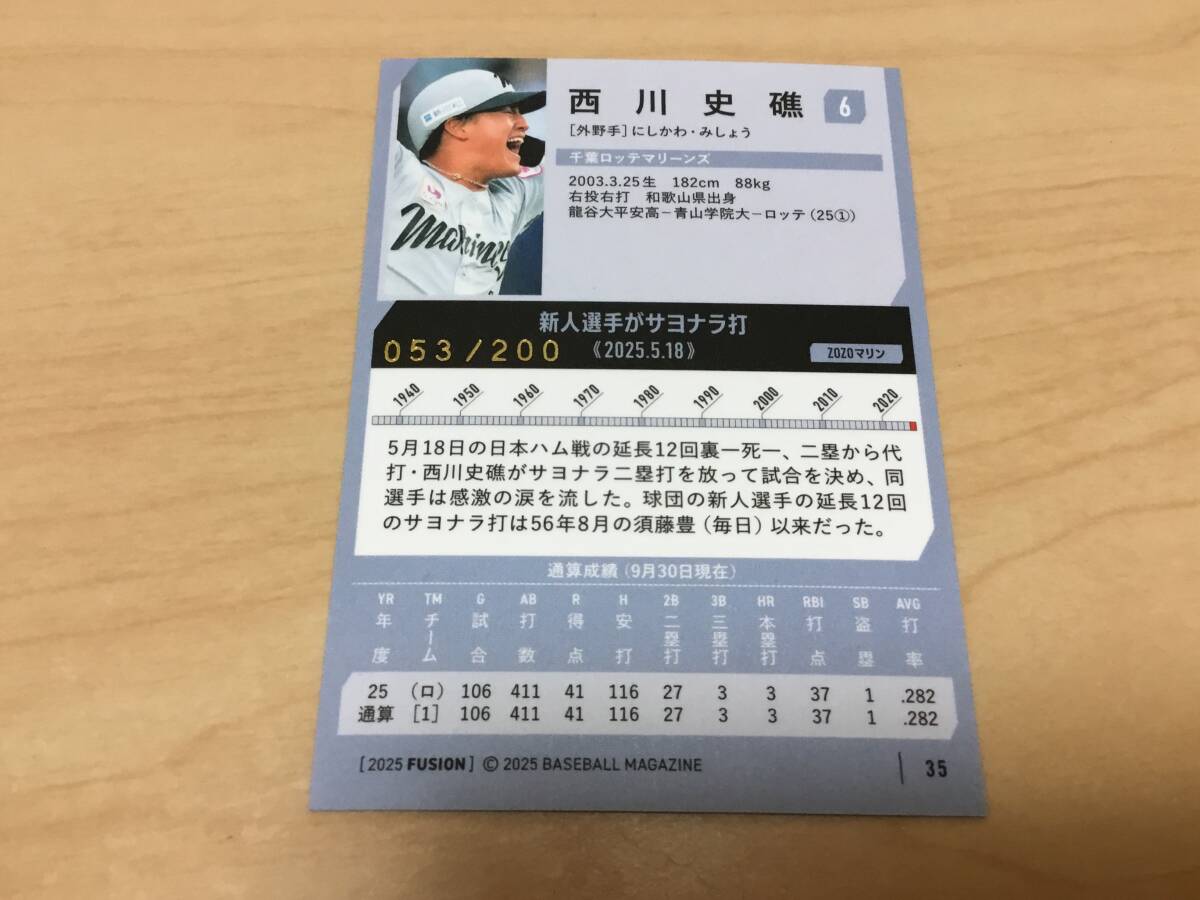 西川史礁 6
[外野手]にしかわ・みしょう
千葉ロッテマリーンズ
2003.3.25生 182cm 88kg
右投右打 和歌山県出身
龍谷大平安高−青山学院大−ロッテ(25①)
Marines
新人選手がサヨナラ打
053/200 《2025.5.18》 ZOZOマリン
1940 1950 1960 1970 1980 1990 2000 2010 2020
5月18日の日本ハム戦の延長12回裏一死一、二塁から代
打・西川史礁がサヨナラ二塁打を放って試合を決め、同
選手は感激の涙を流した。球団の新人選手の延長12回
のサヨナラ打は56年8月の須藤豊(毎日)以来だった。
通算成績(9月30日現在)
YR TM G AB R H 2B 3B HR RBI SB AVG
年度 チーム 試合 打数 得点 安打 二塁打 三塁打 本塁打 打点 盗塁 打率
25 (ロ) 106 411 41 116 27 3 3 37 1 .282
通算 [1] 106 411 41 116 27 3 3 37 1 .282
[2025 FUSION] © 2025 BASEBALL MAGAZINE 35